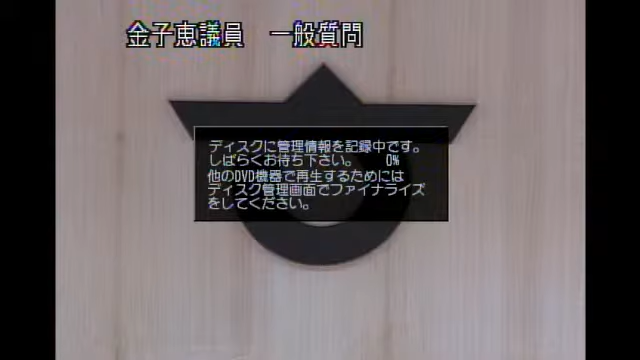 金子恵議員　一般質問
ディスクに管理情報を記録中です。
しばらくお待ち下さい。　　0%
他のDVD機器で再生するためには
ディスク管理画面でファイナライズ
をしてください。